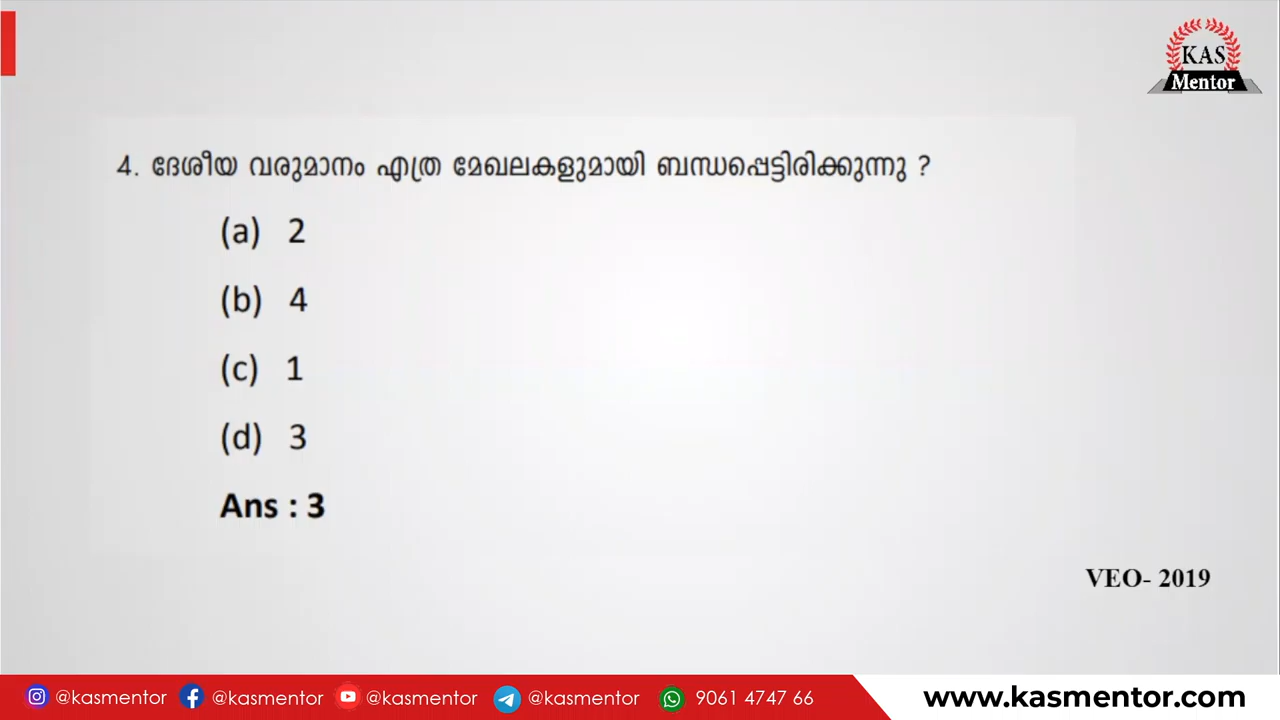 KAS
Mentor
4. ദേശീയ വരുമാനം എത്ര മേഖലകളുമായി ബന്ധപ്പെട്ടിരിക്കുന്നു ?
(a) 2
(b) 4
(c) 1
(d) 3
Ans : 3
VEO- 2019
@kasmentor @kasmentor @kasmentor @kasmentor 9061 4747 66 www.kasmentor.com